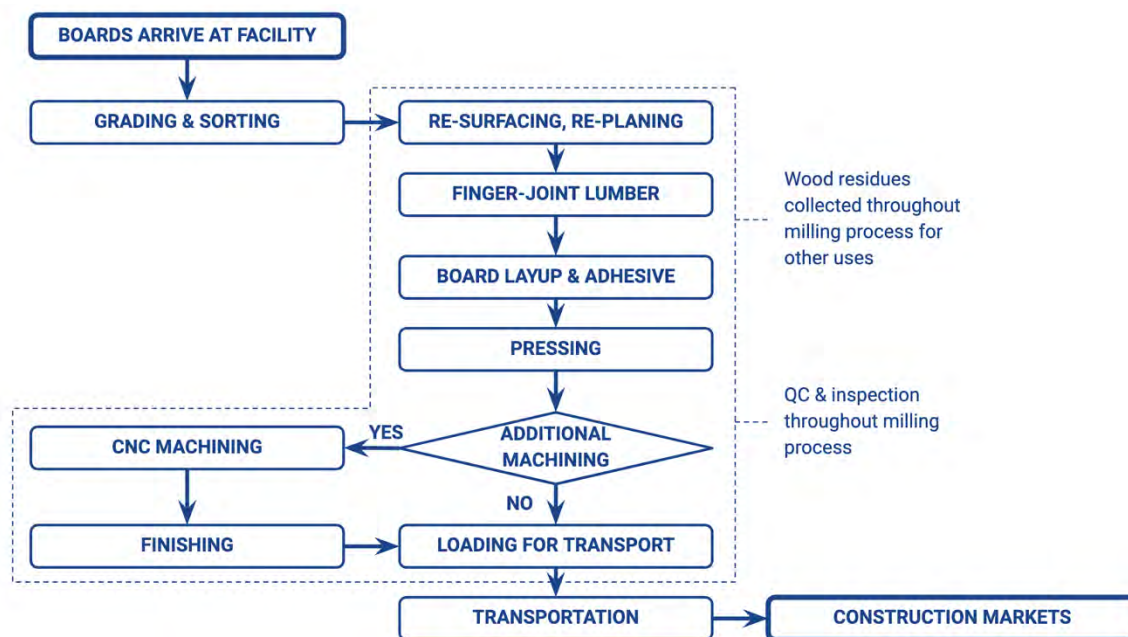 BOARDS ARRIVE AT FACILITY
GRADING & SORTING
RE-SURFACING, RE-PLANING
FINGER-JOINT LUMBER
Wood residues
collected throughout
milling process for
other uses
BOARD LAYUP & ADHESIVE
PRESSING
QC & inspection
throughout milling
process
ADDITIONAL
MACHINING
YES
CNC MACHINING
NO
FINISHING
LOADING FOR TRANSPORT
TRANSPORTATION
CONSTRUCTION MARKETS